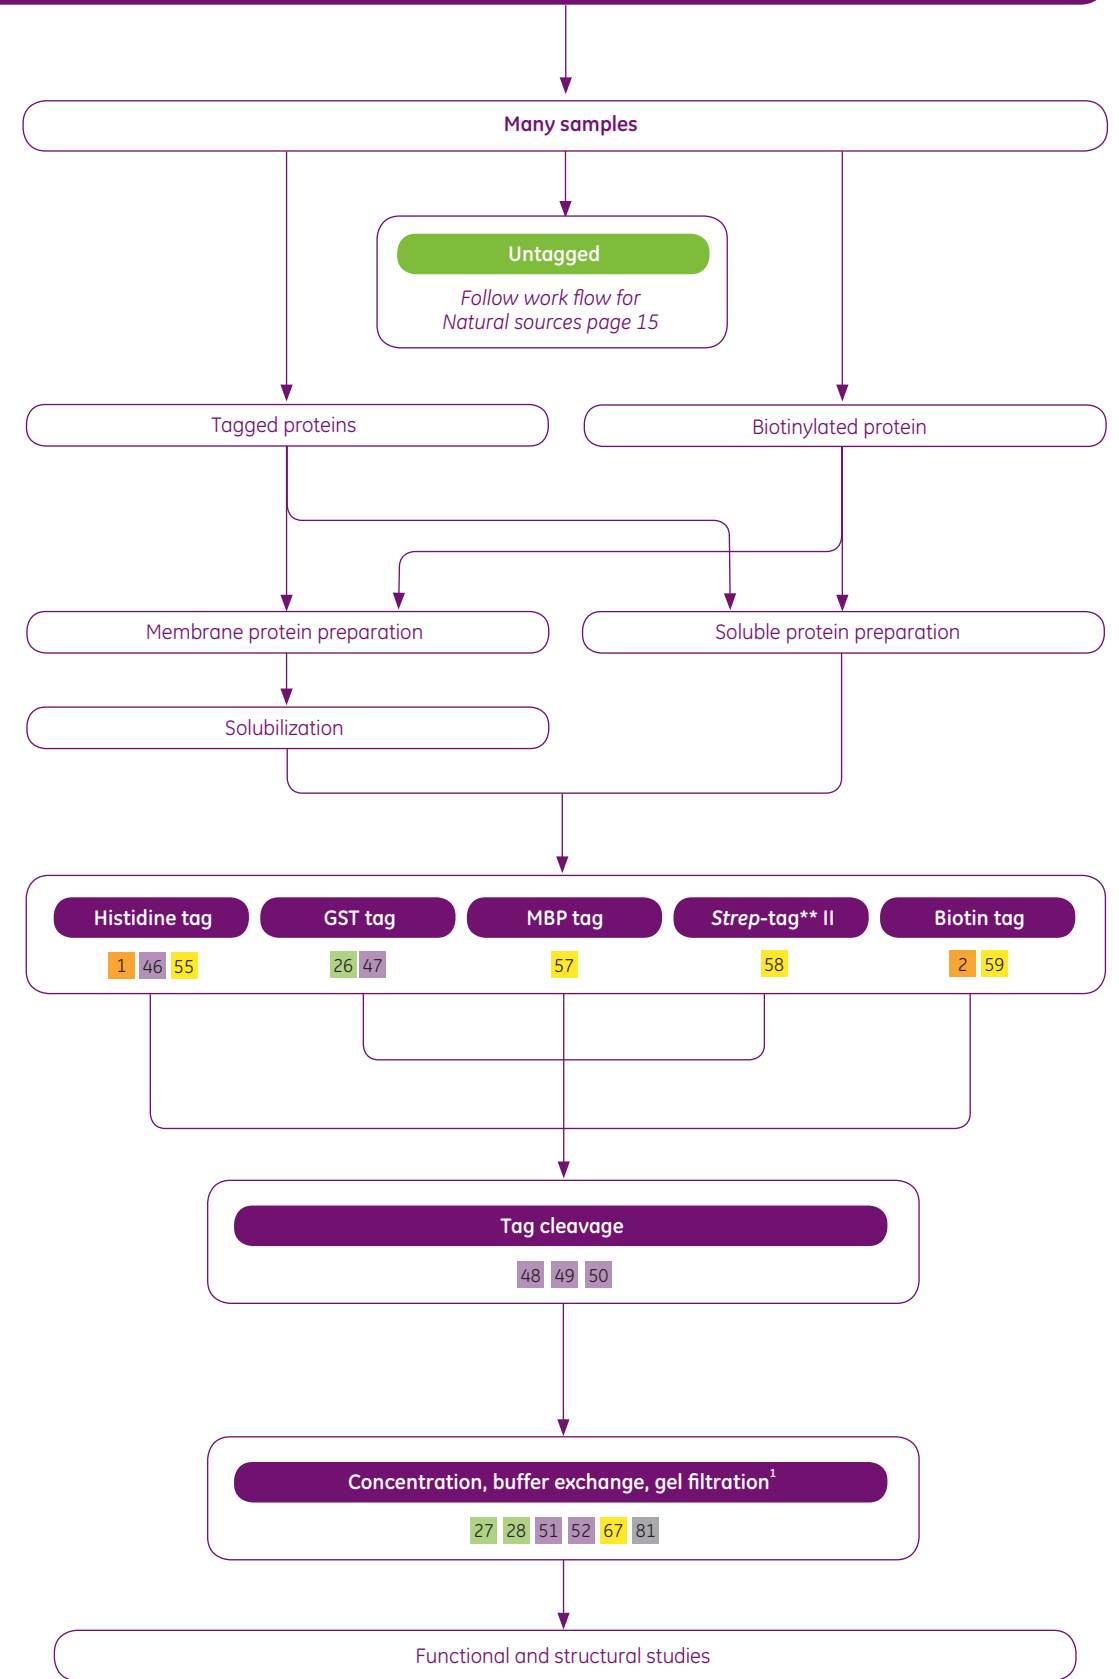 Many samples
Untagged
Follow work flow for
Natural sources page 15
Tagged proteins
Biotinylated protein
Membrane protein preparation
Soluble protein preparation
Solubilization
Histidine tag
GST tag
MBP tag
Strep-tag** II
Biotin tag
1 46 55
26 47
57
58
2 59
Tag cleavage
48 49 50
Concentration, buffer exchange, gel filtration¹
27 28 51 52 67 81
Functional and structural studies